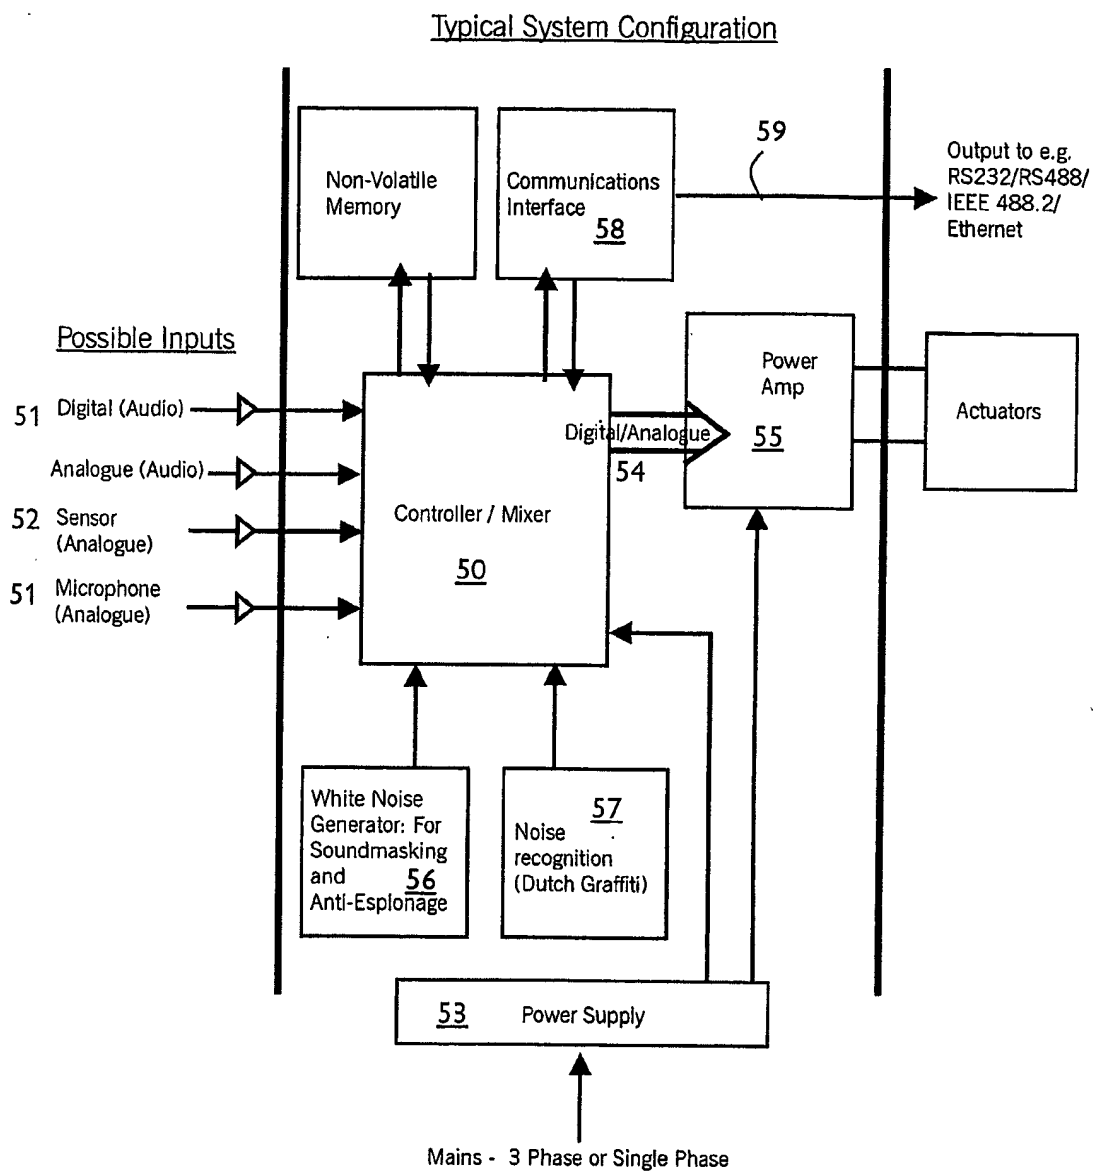 Typical System Configuration
Non-Volatile
Memory
Communications
Interface
58
59
Output to e.g.
RS232/RS488/
IEEE 488.2/
Ethernet
Possible Inputs
51 Digital (Audio)
Analogue (Audio)
52 Sensor
(Analogue)
51 Microphone
(Analogue)
Controller / Mixer
50
Digital/Analogue
54
Power
Amp
55
Actuators
White Noise
Generator: For
Soundmasking
and 56
Anti-Espionage
57
Noise
recognition
(Dutch Graffiti)
53 Power Supply
Mains - 3 Phase or Single Phase